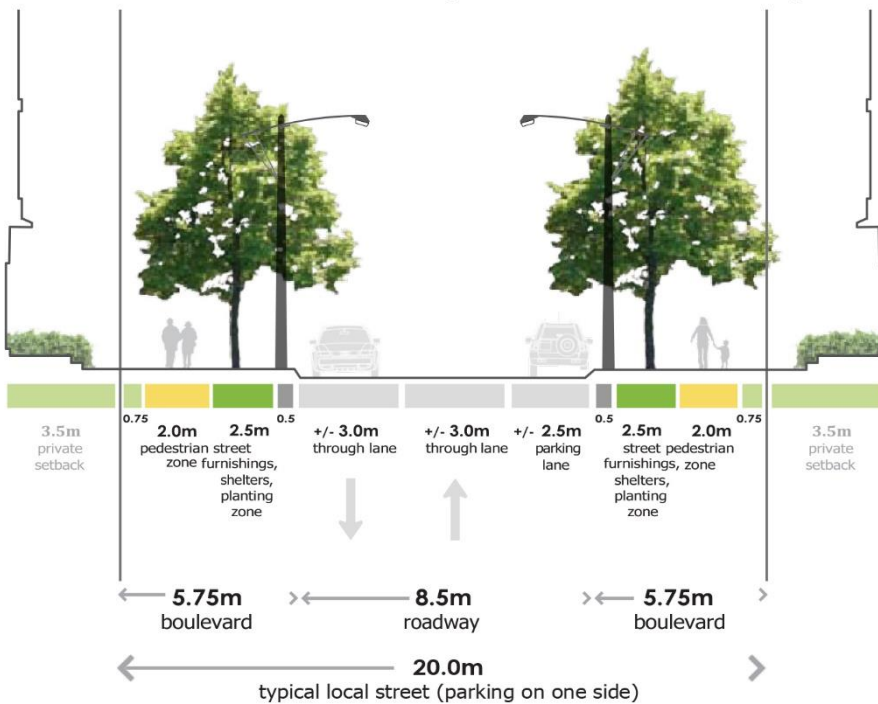 0.75
0.5
0.5
0.75
3.5m
private
setback
2.0m
pedestrian
zone
2.5m
street
furnishings,
shelters,
planting
zone
+/- 3.0m
through lane
+/- 3.0m
through lane
+/- 2.5m
parking
lane
2.5m
street
furnishings,
shelters,
planting
zone
2.0m
pedestrian
zone
3.5m
private
setback
5.75m
boulevard
8.5m
roadway
5.75m
boulevard
20.0m
typical local street (parking on one side)